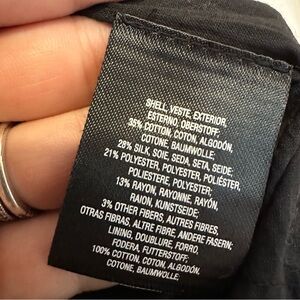 SHELL, VESTE, EXTERIOR,
ESTERNO, OBERSTOFF:
35% COTTON, COTON, ALGODÓN,
COTONE, BAUMWOLLE;
28% SILK, SOIE, SEDA, SETA, SEIDE;
21% POLYESTER, POLYESTER, POLIÉSTER,
POLIESTERE, POLYESTER;
13% RAYON, RAYONNE, RAYÓN,
RAION, KUNSTSEIDE;
3% OTHER FIBERS, AUTRES FIBRES,
OTRAS FIBRAS, ALTRE FIBRE, ANDERE FASERN;
LINING, DOUBLURE, FORRO,
FODERA, FUTTERSTOFF:
100% COTTON, COTON, ALGODÓN,
COTONE, BAUMWOLLE;